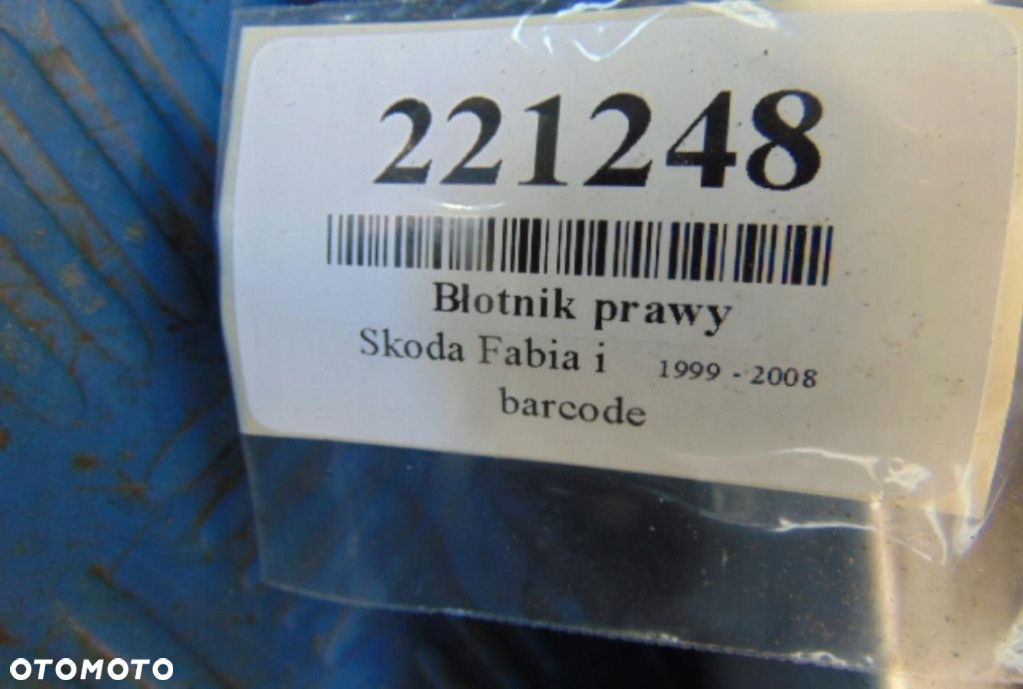 221248
Błotnik prawy
Skoda Fabia i 1999 - 2008
barcode
OTOMOTO